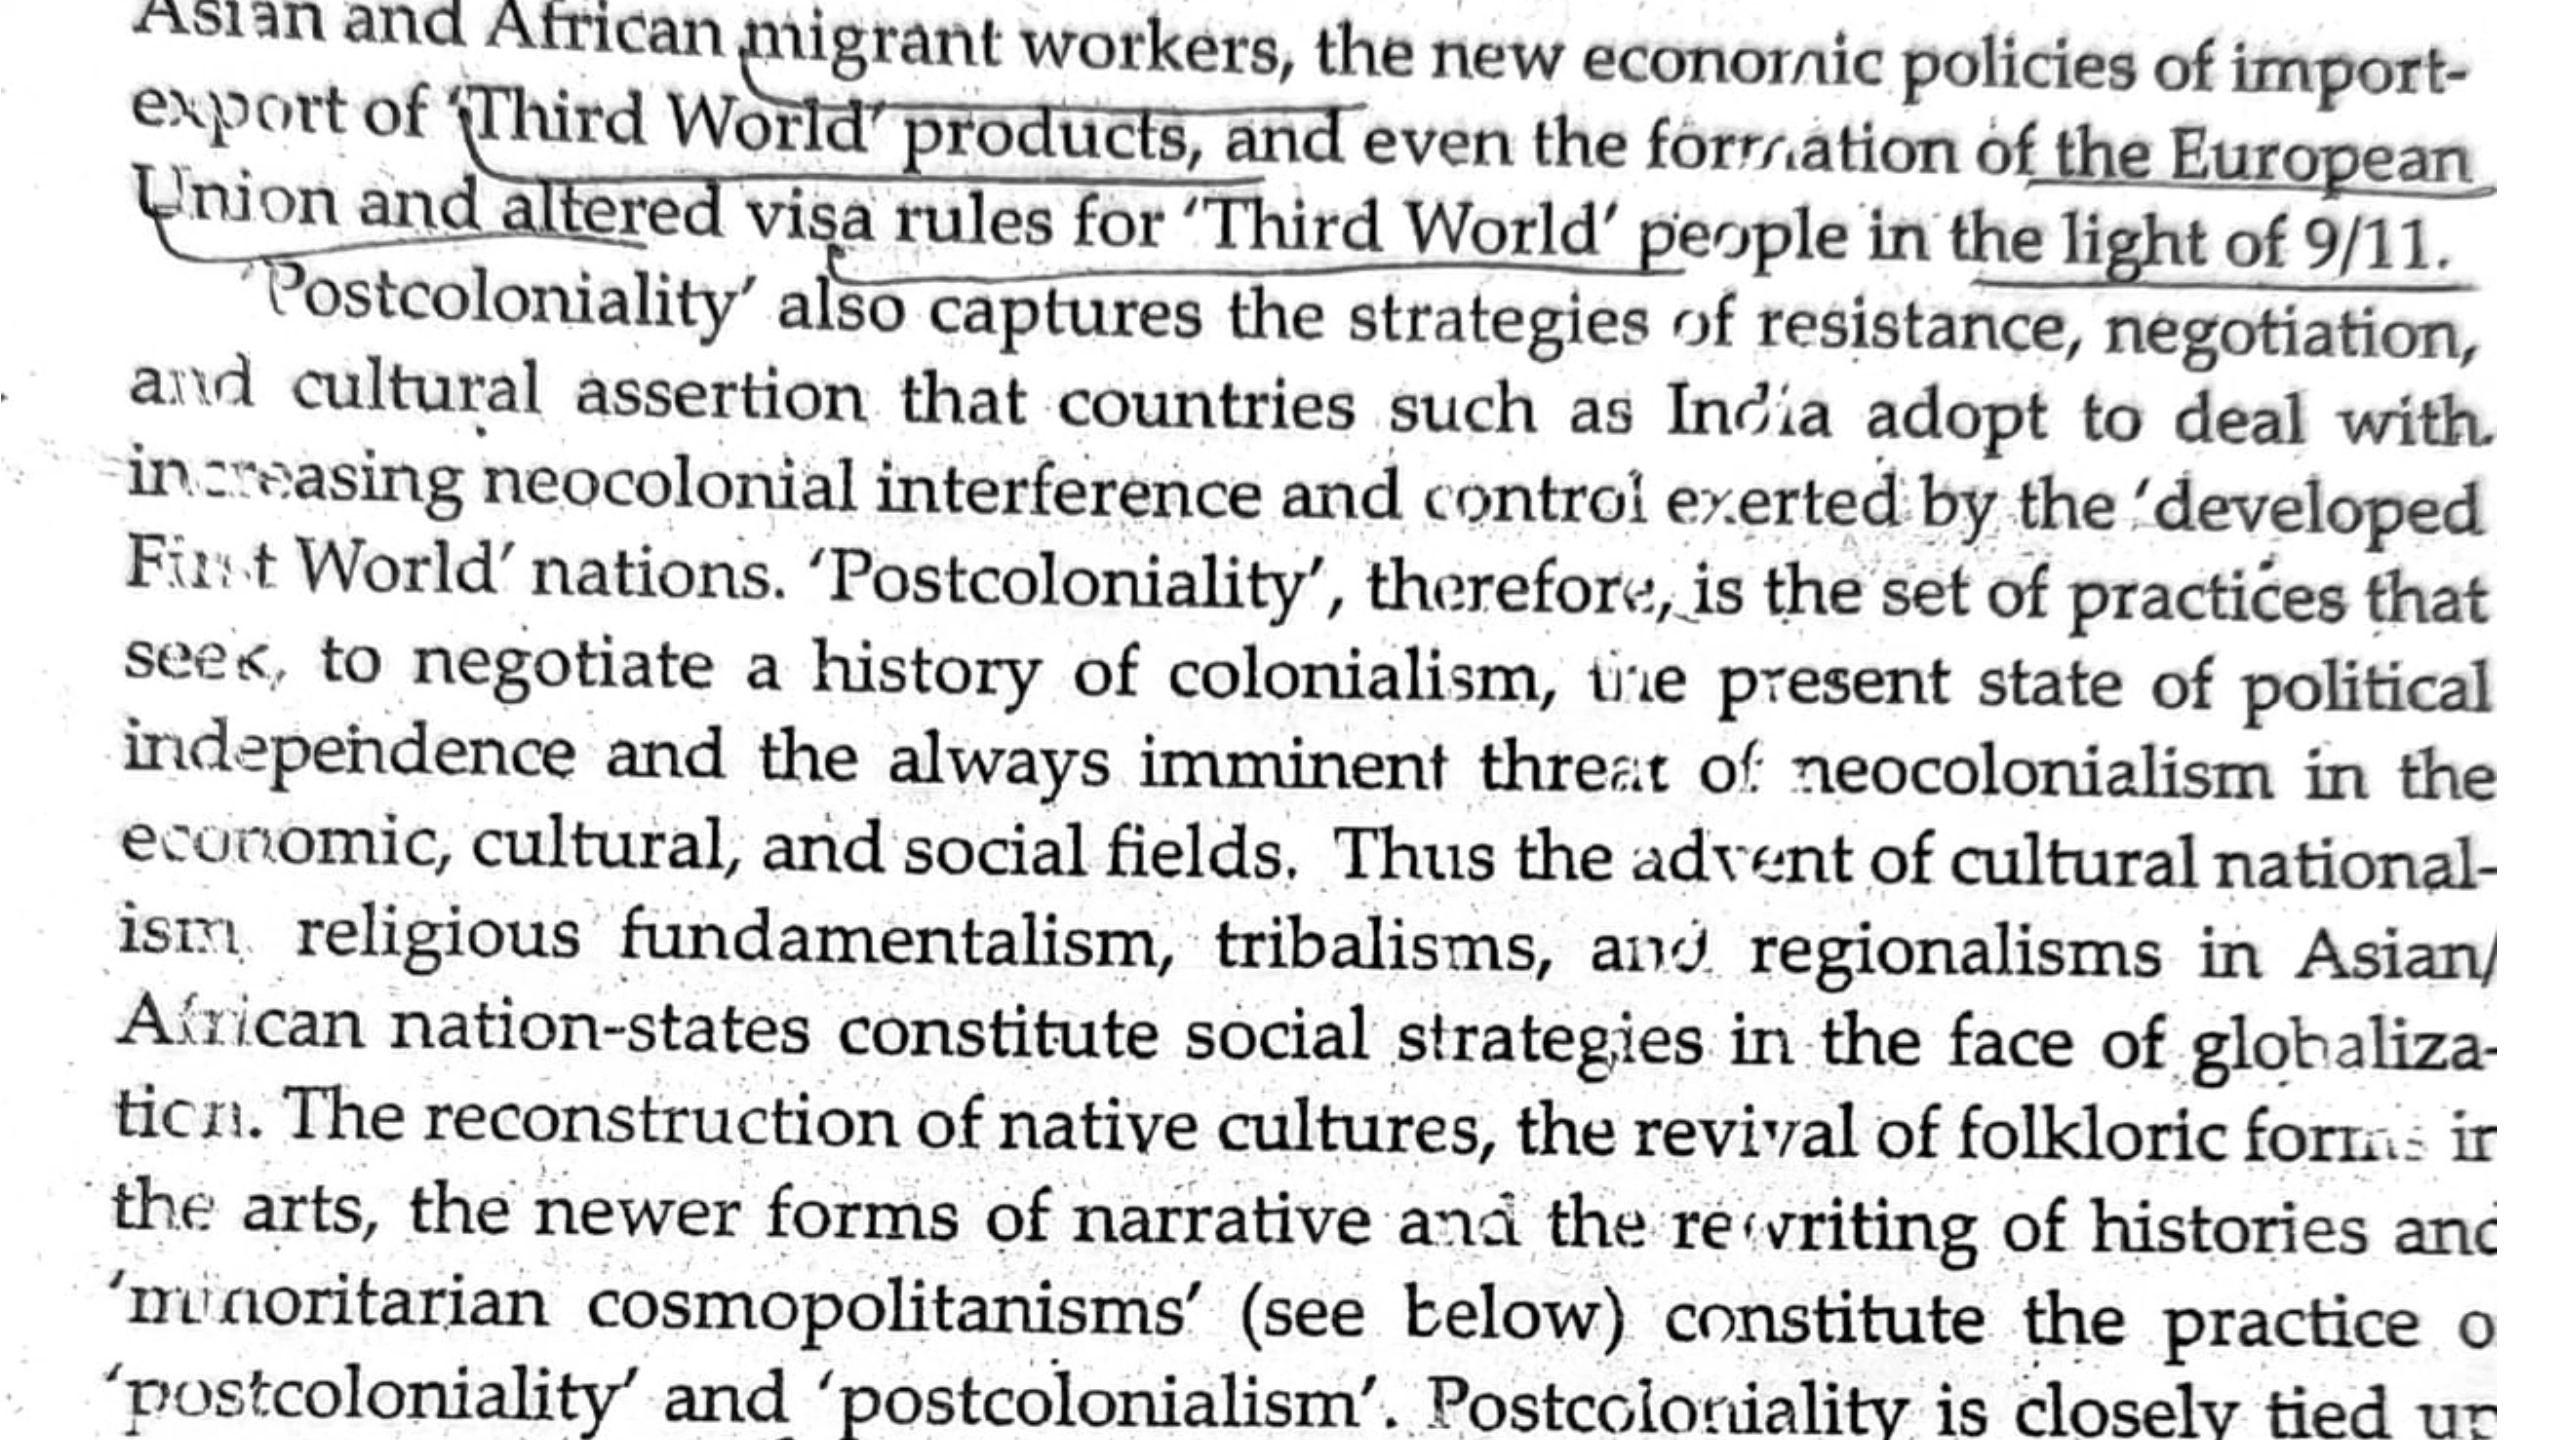 Asian and African migrant workers, the new economic policies of import-
export of 'Third World' products, and even the formation of the European
Union and altered visa rules for 'Third World' people in the light of 9/11.
'Postcoloniality' also captures the strategies of resistance, negotiation,
and cultural assertion that countries such as India adopt to deal with
increasing neocolonial interference and control exerted by the 'developed
First World' nations. 'Postcoloniality', therefore, is the set of practices that
seek, to negotiate a history of colonialism, the present state of political
independence and the always imminent threat of neocolonialism in the
economic, cultural, and social fields. Thus the advent of cultural national-
ism, religious fundamentalism, tribalisms, and regionalisms in Asian/
African nation-states constitute social strategies in the face of globaliza-
tion. The reconstruction of native cultures, the revival of folkloric forms in
the arts, the newer forms of narrative and the rewriting of histories and
'minoritarian cosmopolitanisms' (see below) constitute the practice o
'postcoloniality' and 'postcolonialism'. Postcoloniality is closely tied up